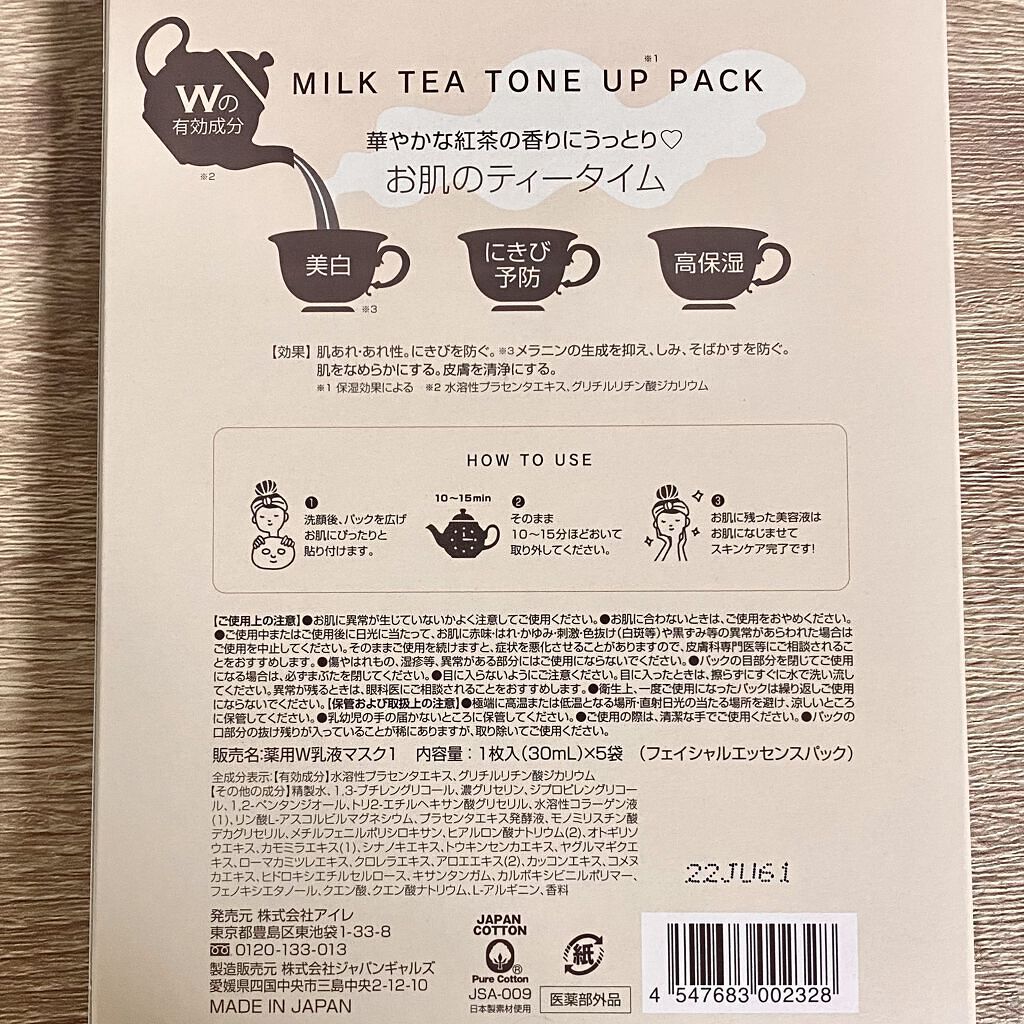 Wの
有効成分
※2
※1
MILK TEA TONE UP PACK
華やかな紅茶の香りにうっとり♡
お肌のティータイム
美白
※3
にきび
予防
高保湿
【効果】肌あれ・あれ性。にきびを防ぐ。※3メラニンの生成を抑え、しみ、そばかすを防ぐ。
肌をなめらかにする。皮膚を清浄にする。
※1 保湿効果による ※2 水溶性プラセンタエキス、グリチルリチン酸ジカリウム
HOW TO USE
❶
洗顔後、パックを広げ
お肌にぴったりと
貼り付けます。
10～15min
❷
そのまま
10～15分ほどおいて
取り外してください。
❸
お肌に残った美容液は
お肌になじませて
スキンケア完了です!
【ご使用上の注意】●お肌に異常が生じていないかよく注意してご使用ください。●お肌に合わないときは、ご使用をおやめください。
●ご使用中またはご使用後に日光に当たって、お肌に赤味・はれ・かゆみ・刺激・色抜け(白斑等)や黒ずみ等の異常があらわれた場合は
ご使用を中止してください。そのままご使用を続けますと、症状を悪化させることがありますので、皮膚科専門医等にご相談されるこ
とをおすすめします。●傷やはれもの、湿疹等、異常がある部分にはご使用にならないでください。●パックの目部分を閉じてご使用
になる場合は、必ずまぶたを閉じてください。●目に入らないようにご注意ください。目に入ったときは、擦らずにすぐに水で洗い流し
てください。異常が残るときは、眼科医にご相談されることをおすすめします。●衛生上、一度ご使用になったパックは繰り返しご使用
にならないでください。【保管および取扱上の注意】●極端に高温または低温となる場所・直射日光の当たる場所を避け、涼しいところ
に保管してください。●乳幼児の手の届かないところに保管してください。●ご使用の際は、清潔な手でご使用ください。●パックの
口部分の抜け残りが入っていることが稀にありますが、取り除いてご使用ください。
販売名:薬用W乳液マスク1 内容量:1枚入(30mL)×5袋 (フェイシャルエッセンスパック)
全成分表示:【有効成分】水溶性プラセンタエキス、グリチルリチン酸ジカリウム
【その他の成分】精製水、1,3-ブチレングリコール、濃グリセリン、ジプロピレングリコー
ル、1,2-ペンタンジオール、トリ2-エチルヘキサン酸グリセリル、水溶性コラーゲン液
(1)、リン酸L-アスコルビルマグネシウム、プラセンタエキス発酵液、モノミリスチン酸
デカグリセリル、メチルフェニルポリシロキサン、ヒアルロン酸ナトリウム(2)、オトギリソ
ウエキス、カモミラエキス(1)、シナノキエキス、トウキンセンカエキス、ヤグルマギクエ
キス、ローマカミツレエキス、クロレラエキス、アロエエキス(2)、カッコンエキス、コメヌ
カエキス、ヒドロキシエチルセルロース、キサンタンガム、カルボキシビニルポリマー、
フェノキシエタノール、クエン酸、クエン酸ナトリウム、L-アルギニン、香料
22JU61
発売元 株式会社アイレ
東京都豊島区東池袋1-33-8
0120-133-013
製造販売元 株式会社ジャパンギャルズ
愛媛県四国中央市三島中央2-12-10
MADE IN JAPAN
JAPAN
COTTON
®
Pure Cotton
JSA-009
日本製素材使用
紙
医薬部外品
4 547683 002328